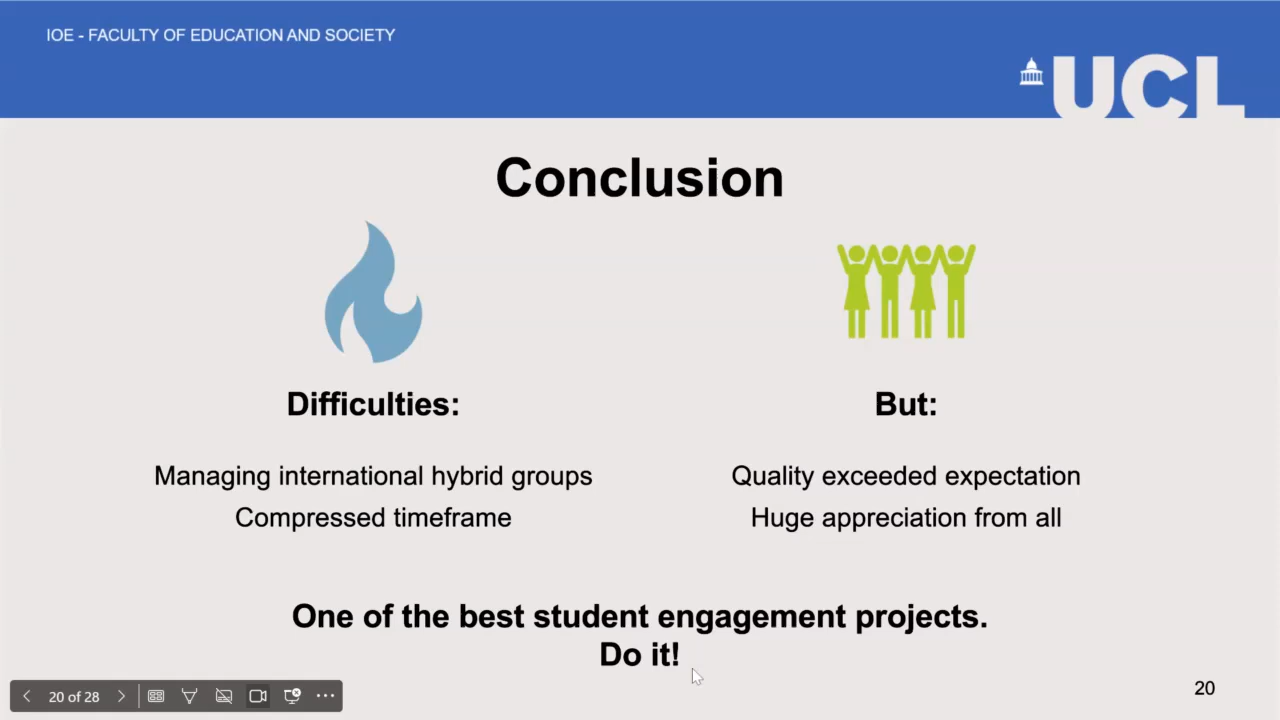 IOE - FACULTY OF EDUCATION AND SOCIETY
UCL
Conclusion
Difficulties:
Managing international hybrid groups
Compressed timeframe
But:
Quality exceeded expectation
Huge appreciation from all
One of the best student engagement projects.
Do it!
20 of 28
20